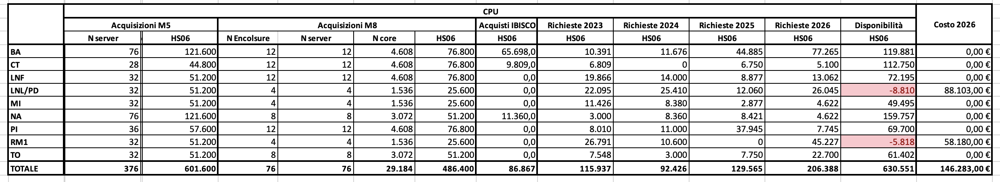 CPU
Acquisizioni M5 Acquisizioni M8 Acquisti IBISCO Richieste 2023 Richieste 2024 Richieste 2025 Richieste 2026 Disponibilità Costo 2026
N server HS06 N Encolsure N server N core HS06 HS06 HS06 HS06 HS06 HS06 HS06
BA 76 121.600 12 12 4.608 76.800 65.698,0 10.391 11.676 44.885 77.265 119.881 0,00 €
CT 28 44.800 12 12 4.608 76.800 9.809,0 6.809 0 6.750 5.100 112.750 0,00 €
LNF 32 51.200 12 12 4.608 76.800 0,0 19.866 14.000 8.877 13.062 72.195 0,00 €
LNL/PD 32 51.200 4 4 1.536 25.600 0,0 22.095 25.410 12.060 26.045 -8.810 88.103,00 €
MI 32 51.200 4 4 1.536 25.600 0,0 11.426 8.380 2.877 4.622 49.495 0,00 €
NA 76 121.600 8 8 3.072 51.200 11.360,0 3.000 8.360 8.421 4.622 159.757 0,00 €
PI 36 57.600 12 12 4.608 76.800 0,0 8.010 11.000 37.945 7.745 69.700 0,00 €
RM1 32 51.200 4 4 1.536 25.600 0,0 26.791 10.600 0 45.227 -5.818 58.180,00 €
TO 32 51.200 8 8 3.072 51.200 0,0 7.548 3.000 7.750 22.700 61.402 0,00 €
TOTALE 376 601.600 76 76 29.184 486.400 86.867 115.937 92.426 129.565 206.388 630.551 146.283,00 €